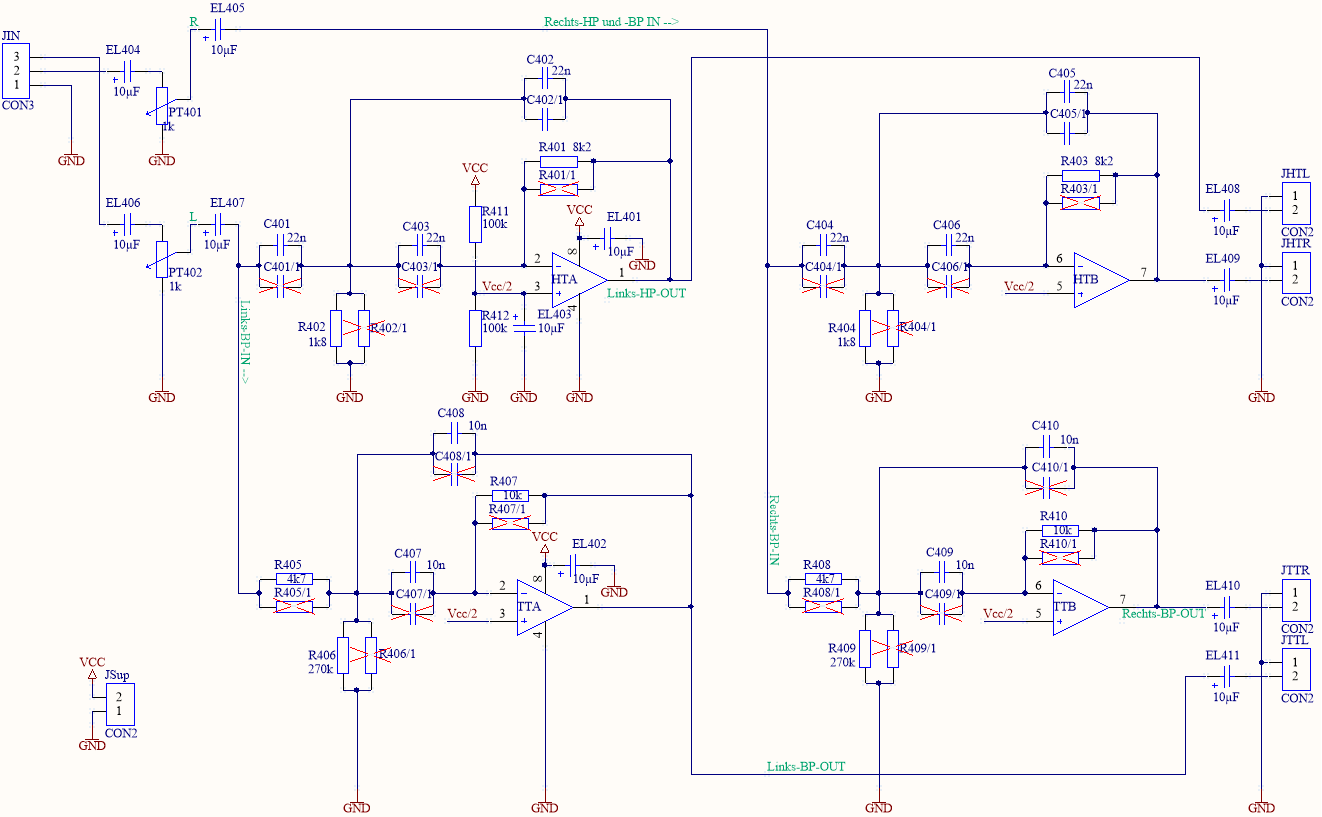 JIN
3
2
1
CON3
GND
EL404
+
10µF
PT401
1k
GND
R
EL405
+
10µF
Rechts-HP und -BP IN -->
EL406
+
10µF
PT402
1k
GND
L
EL407
+
10µF
C401
22n
C401/1
Links-BP-IN -->
R402
1k8
R402/1
GND
C402
22n
C402/1
C403
22n
C403/1
VCC
R411
100k
Vcc/2
R412
100k
GND
EL403
+
10µF
GND
R401 8k2
R401/1
VCC
EL401
+
10µF
GND
2
3
8
HTA
1
4
GND
Links-HP-OUT
C404
22n
C404/1
R404
1k8
R404/1
GND
C405
22n
C405/1
C406
22n
C406/1
R403 8k2
R403/1
Vcc/2
6
5
HTB
7
EL408
+
10µF
JHTL
1
2
CON2
EL409
+
10µF
JHTR
1
2
CON2
GND
C408
10n
C408/1
R407
10k
R407/1
VCC
EL402
+
10µF
GND
R405
4k7
R405/1
C407
10n
C407/1
R406
270k
R406/1
GND
Vcc/2
2
3
8
TTA
1
4
GND
Rechts-BP-IN
C410
10n
C410/1
R410
10k
R410/1
R408
4k7
R408/1
C409
10n
C409/1
R409
270k
R409/1
GND
Vcc/2
6
5
TTB
7
Rechts-BP-OUT
EL410
+
10µF
JTTR
1
2
CON2
EL411
+
10µF
JTTL
1
2
CON2
GND
Links-BP-OUT
VCC
JSup
2
1
CON2
GND